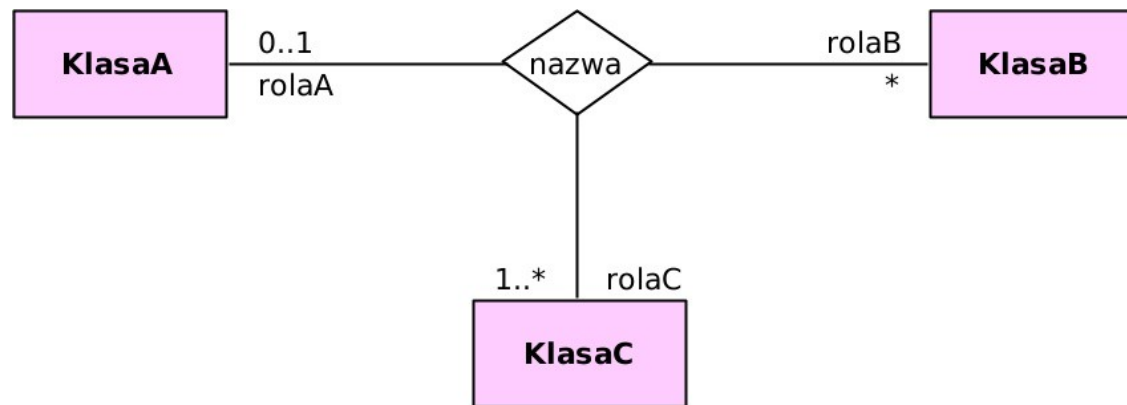 0..1
KlasaA
rolaA
nazwa
rolaB
*
KlasaB
1..*
rolaC
KlasaC